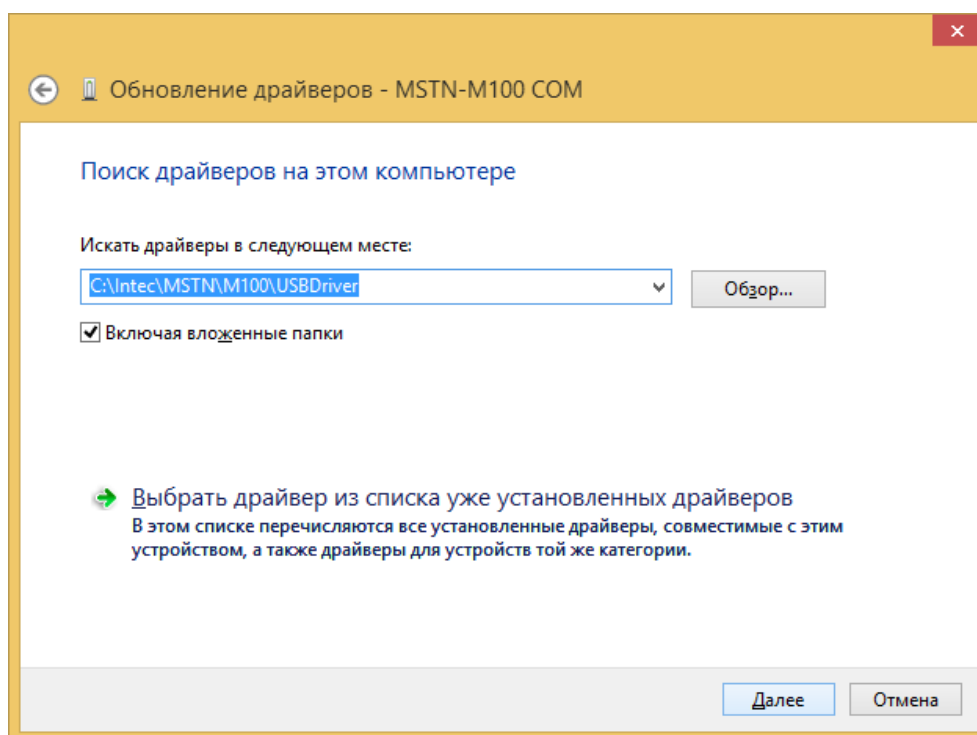 Обновление драйверов - MSTN-M100 COM
Поиск драйверов на этом компьютере
Искать драйверы в следующем месте:
C:\Intec\MSTN\M100\USBDriver
Обзор...
Включая вложенные папки
Выбрать драйвер из списка уже установленных драйверов
В этом списке перечисляются все установленные драйверы, совместимые с этим
устройством, а также драйверы для устройств той же категории.
Далее
Отмена